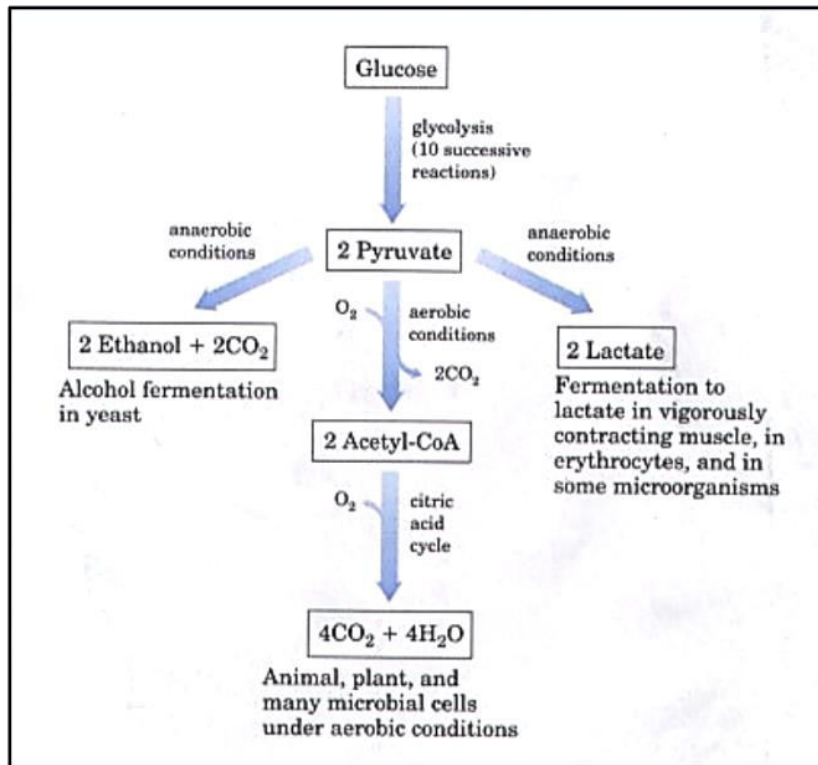 Glucose
glycolysis
(10 successive
reactions)
anaerobic
conditions
2 Pyruvate
anaerobic
conditions
O₂
aerobic
conditions
2CO₂
2 Ethanol + 2CO₂
Alcohol fermentation
in yeast
2 Lactate
Fermentation to
lactate in vigorously
contracting muscle, in
erythrocytes, and in
some microorganisms
2 Acetyl-CoA
O₂
citric
acid
cycle
4CO₂ + 4H₂O
Animal, plant, and
many microbial cells
under aerobic conditions